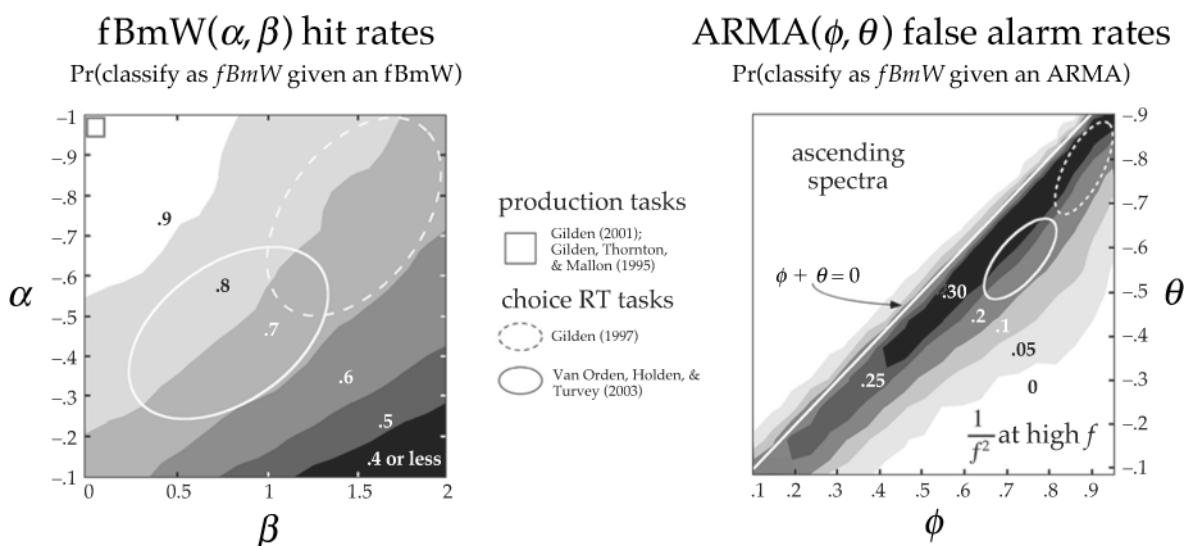 fBmW(α, β) hit rates
Pr(classify as fBmW given an fBmW)
–1
–.9
–.8
–.7
–.6
–.5
–.4
–.3
–.2
–.1
α
.9
.8
.7
.6
.5
.4 or less
0
0.5
1
1.5
2
β
production tasks
Gilden (2001);
Gilden, Thornton,
& Mallon (1995)
choice RT tasks
Gilden (1997)
Van Orden, Holden, &
Turvey (2003)
ARMA(ϕ, θ) false alarm rates
Pr(classify as fBmW given an ARMA)
ascending
spectra
ϕ + θ = 0
.30
.2
.1
.05
.25
0
1/f² at high f
–.9
–.8
–.7
–.6
–.5
–.4
–.3
–.2
–.1
θ
.1
.2
.3
.4
.5
.6
.7
.8
.9
ϕ